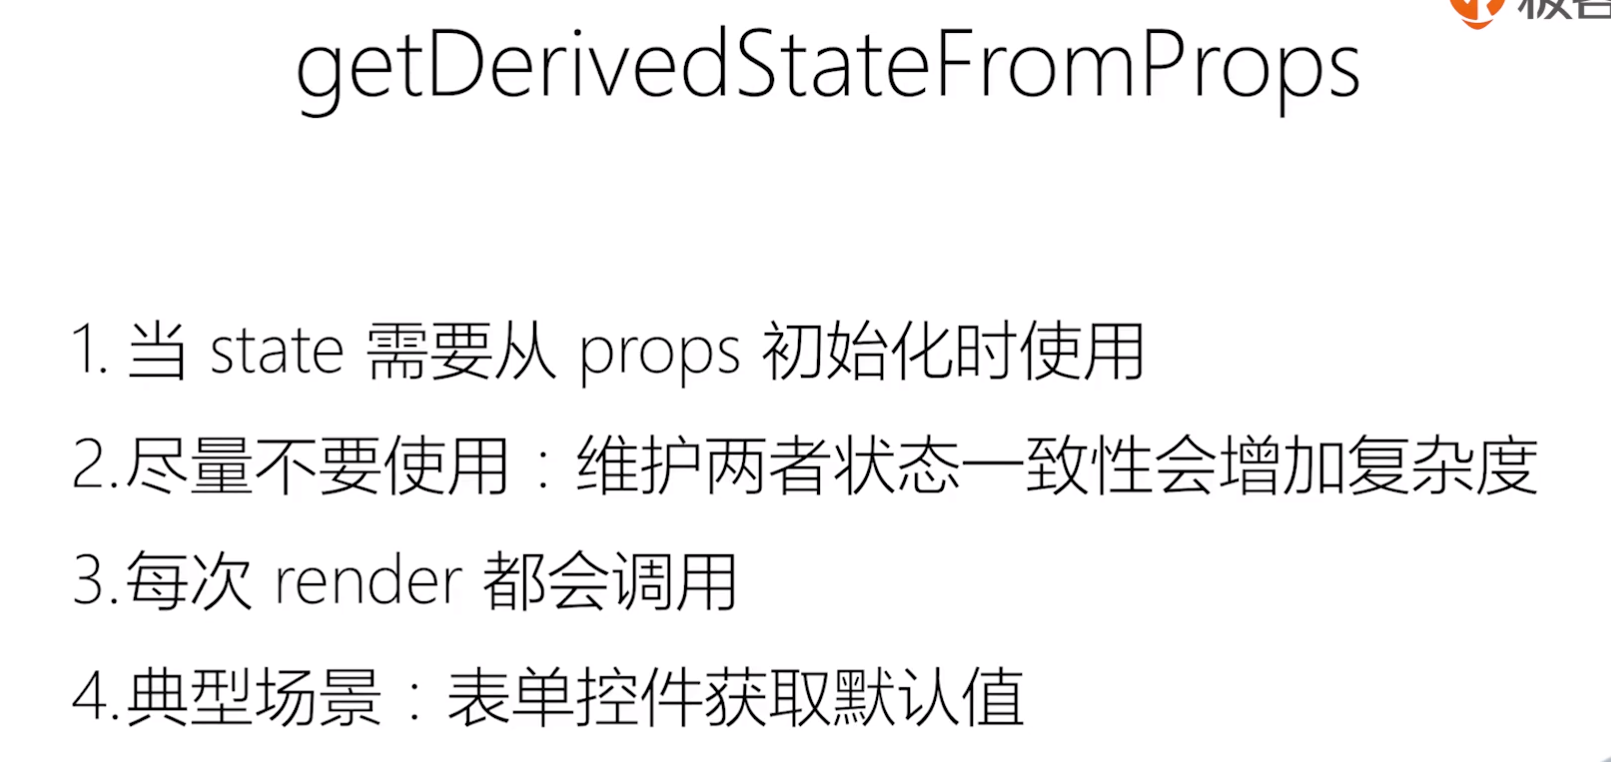 getDerivedStateFromProps
1. 当 state 需要从 props 初始化时使用
2.尽量不要使用：维护两者状态一致性会增加复杂度
3.每次 render 都会调用
4.典型场景：表单控件获取默认值